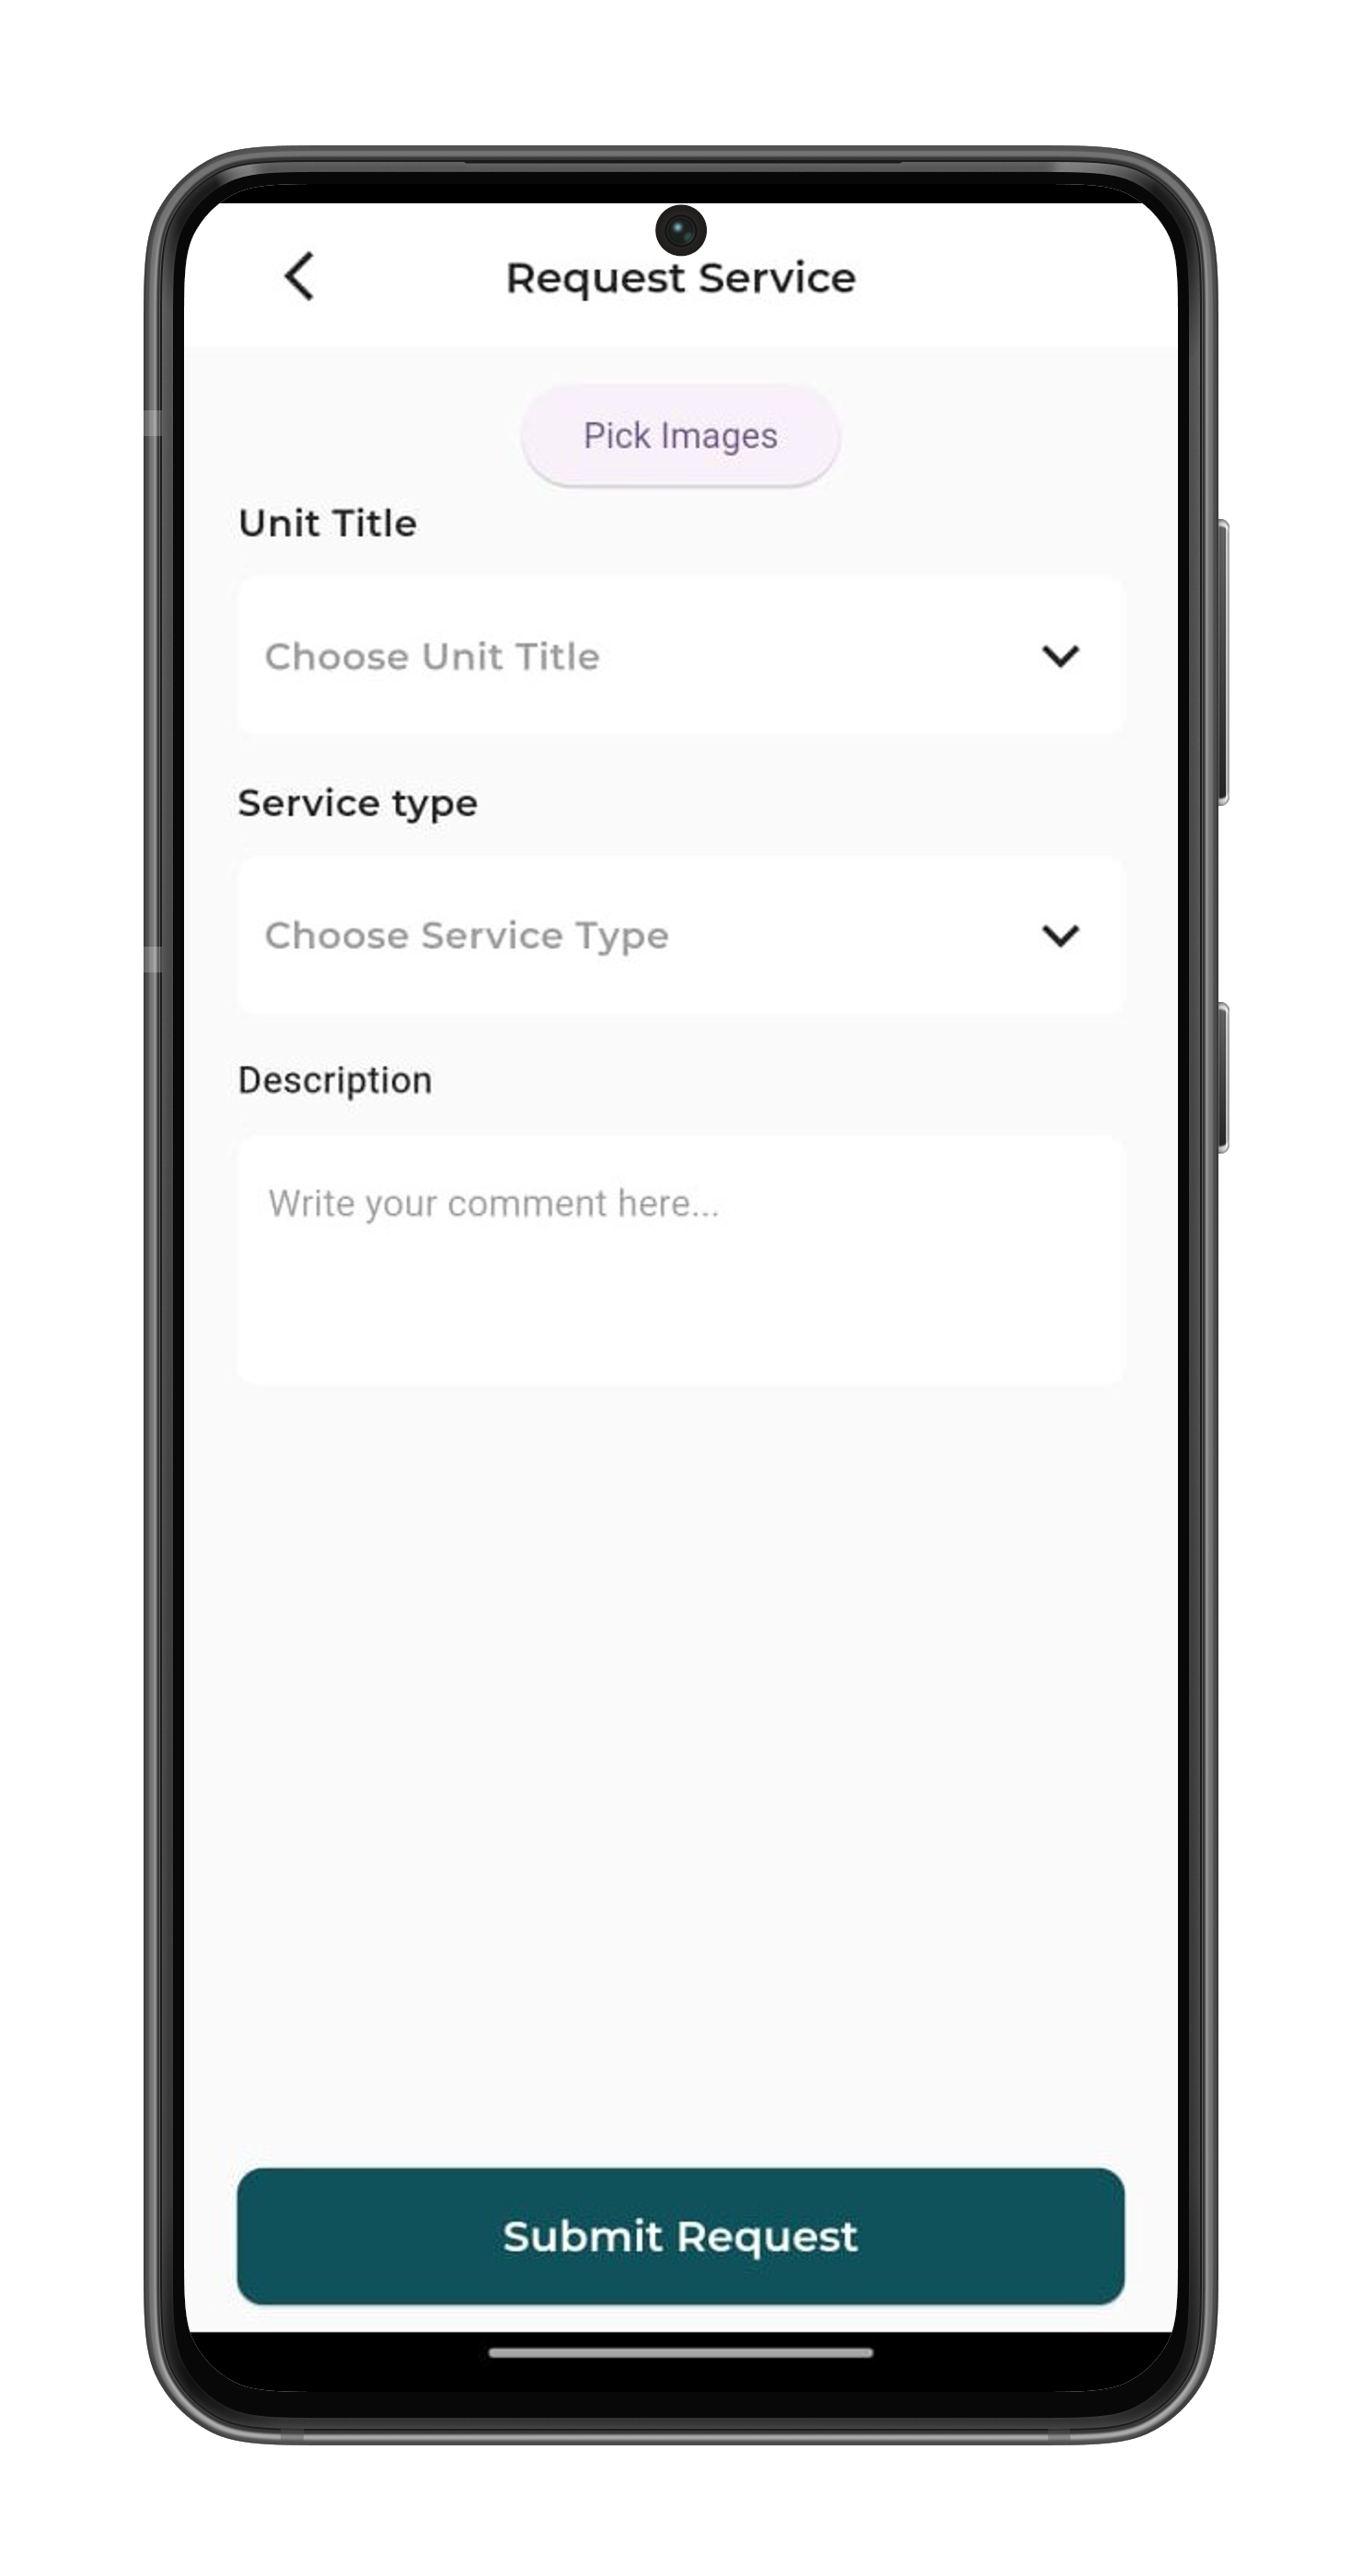 Request Service
Pick Images
Unit Title
Choose Unit Title
Service type
Choose Service Type
Description
Write your comment here...
Submit Request